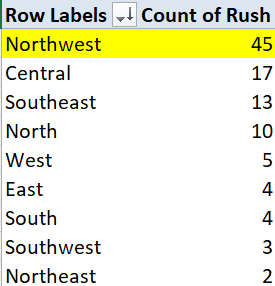 Row Labels Count of Rush
Northwest 45
Central 17
Southeast 13
North 10
West 5
East 4
South 4
Southwest 3
Northeast 2